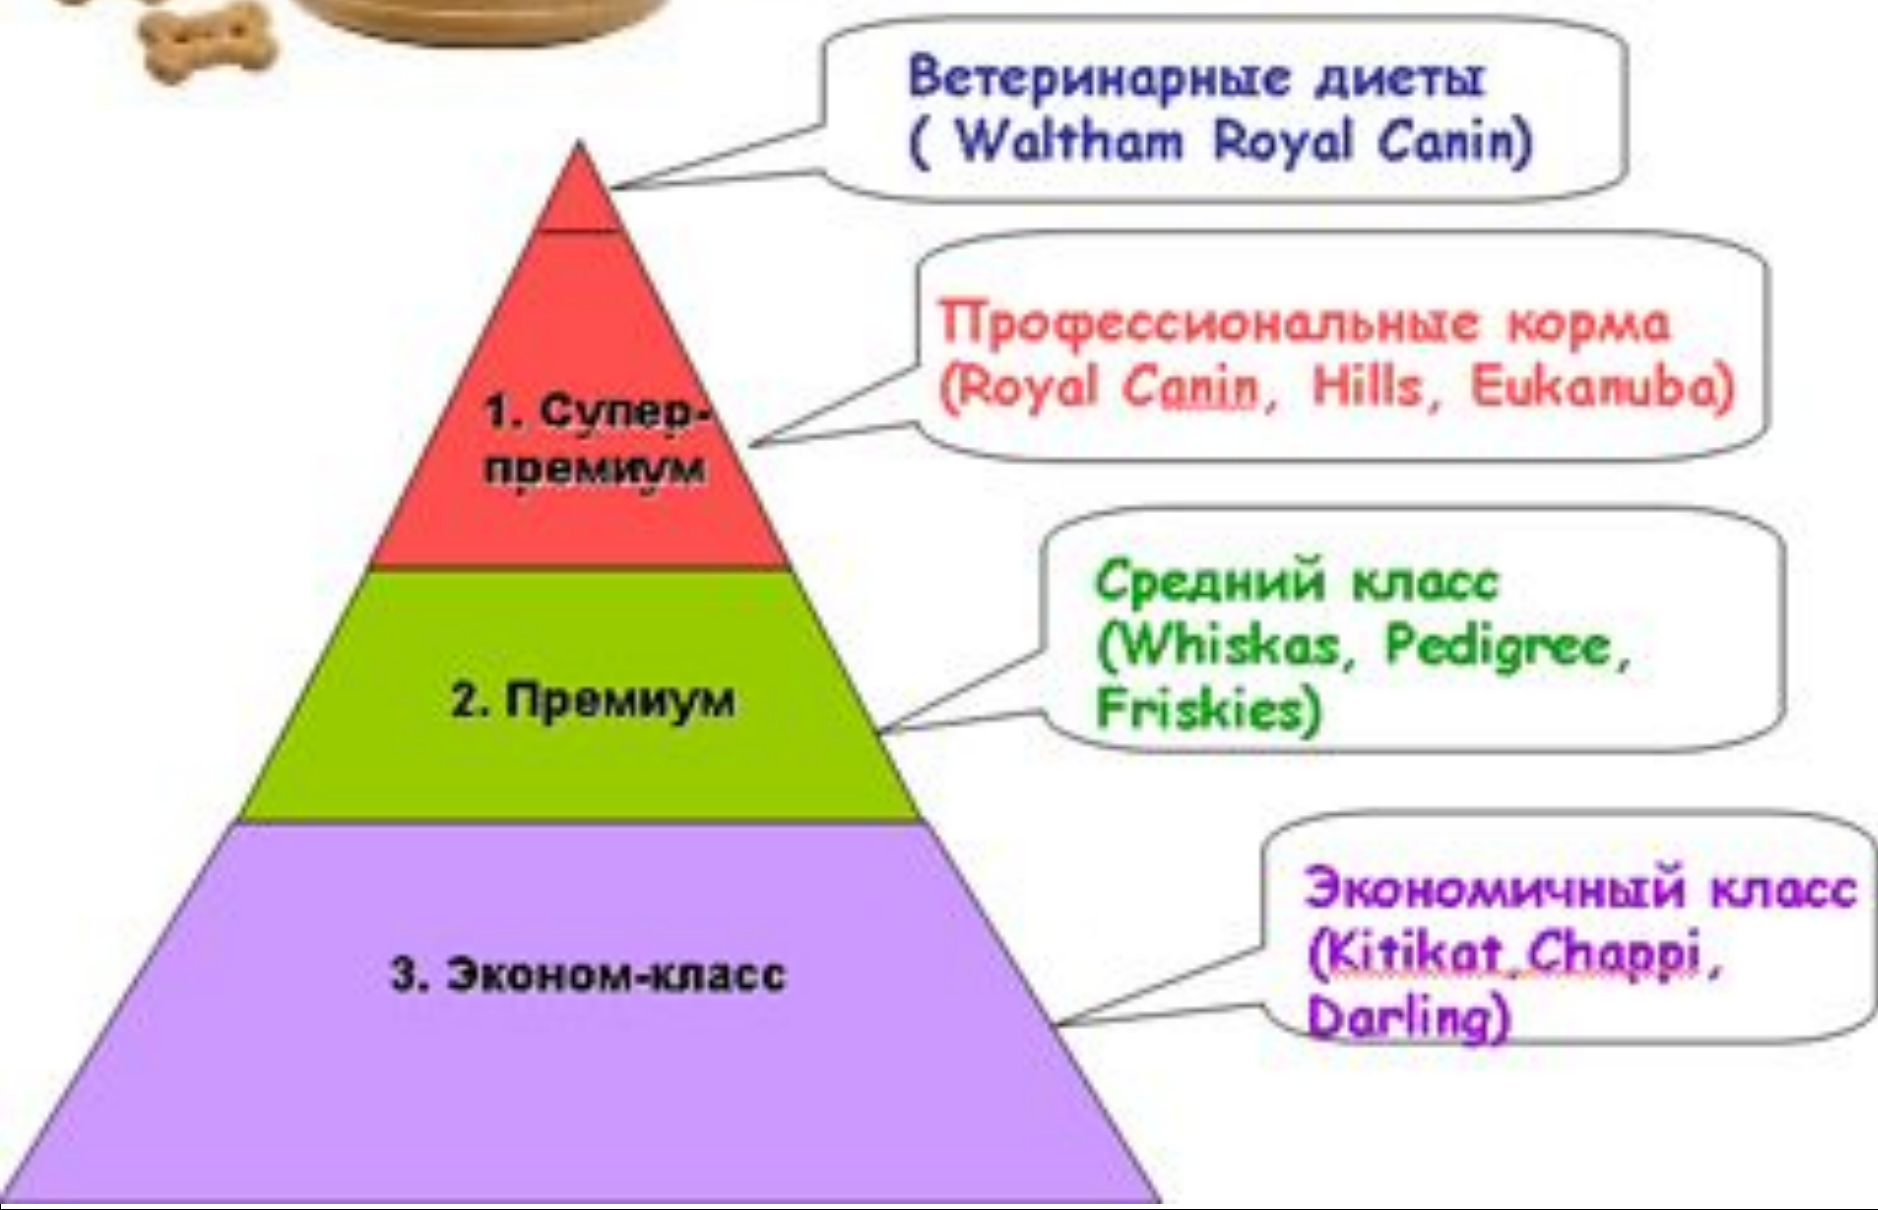 Ветеринарные диеты
( Waltham Royal Canin)
Профессиональные корма
(Royal Canin, Hills, Eukanuba)
1. Супер-
премиум
Средний класс
(Whiskas, Pedigree,
Friskies)
2. Премиум
Экономичный класс
(Kitikat,Chappi,
Darling)
3. Эконом-класс